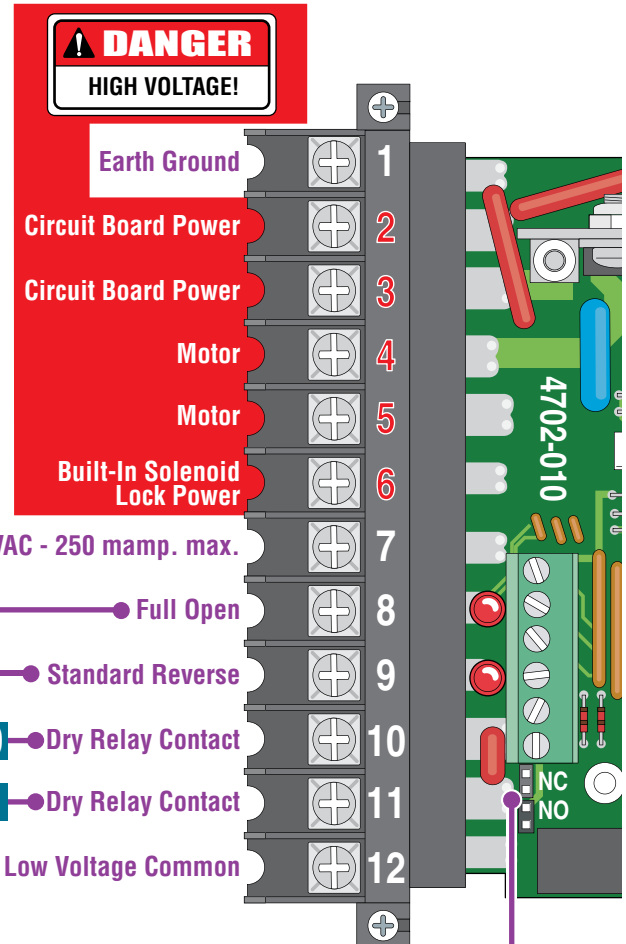 DANGER
HIGH VOLTAGE!
Earth Ground 1
Circuit Board Power 2
Circuit Board Power 3
Motor 4
Motor 5
Built-In Solenoid
Lock Power 6
VAC - 250 mamp. max. 7
Full Open 8
Standard Reverse 9
Dry Relay Contact 10
Dry Relay Contact 11
Low Voltage Common 12
4702-010
NC
NO